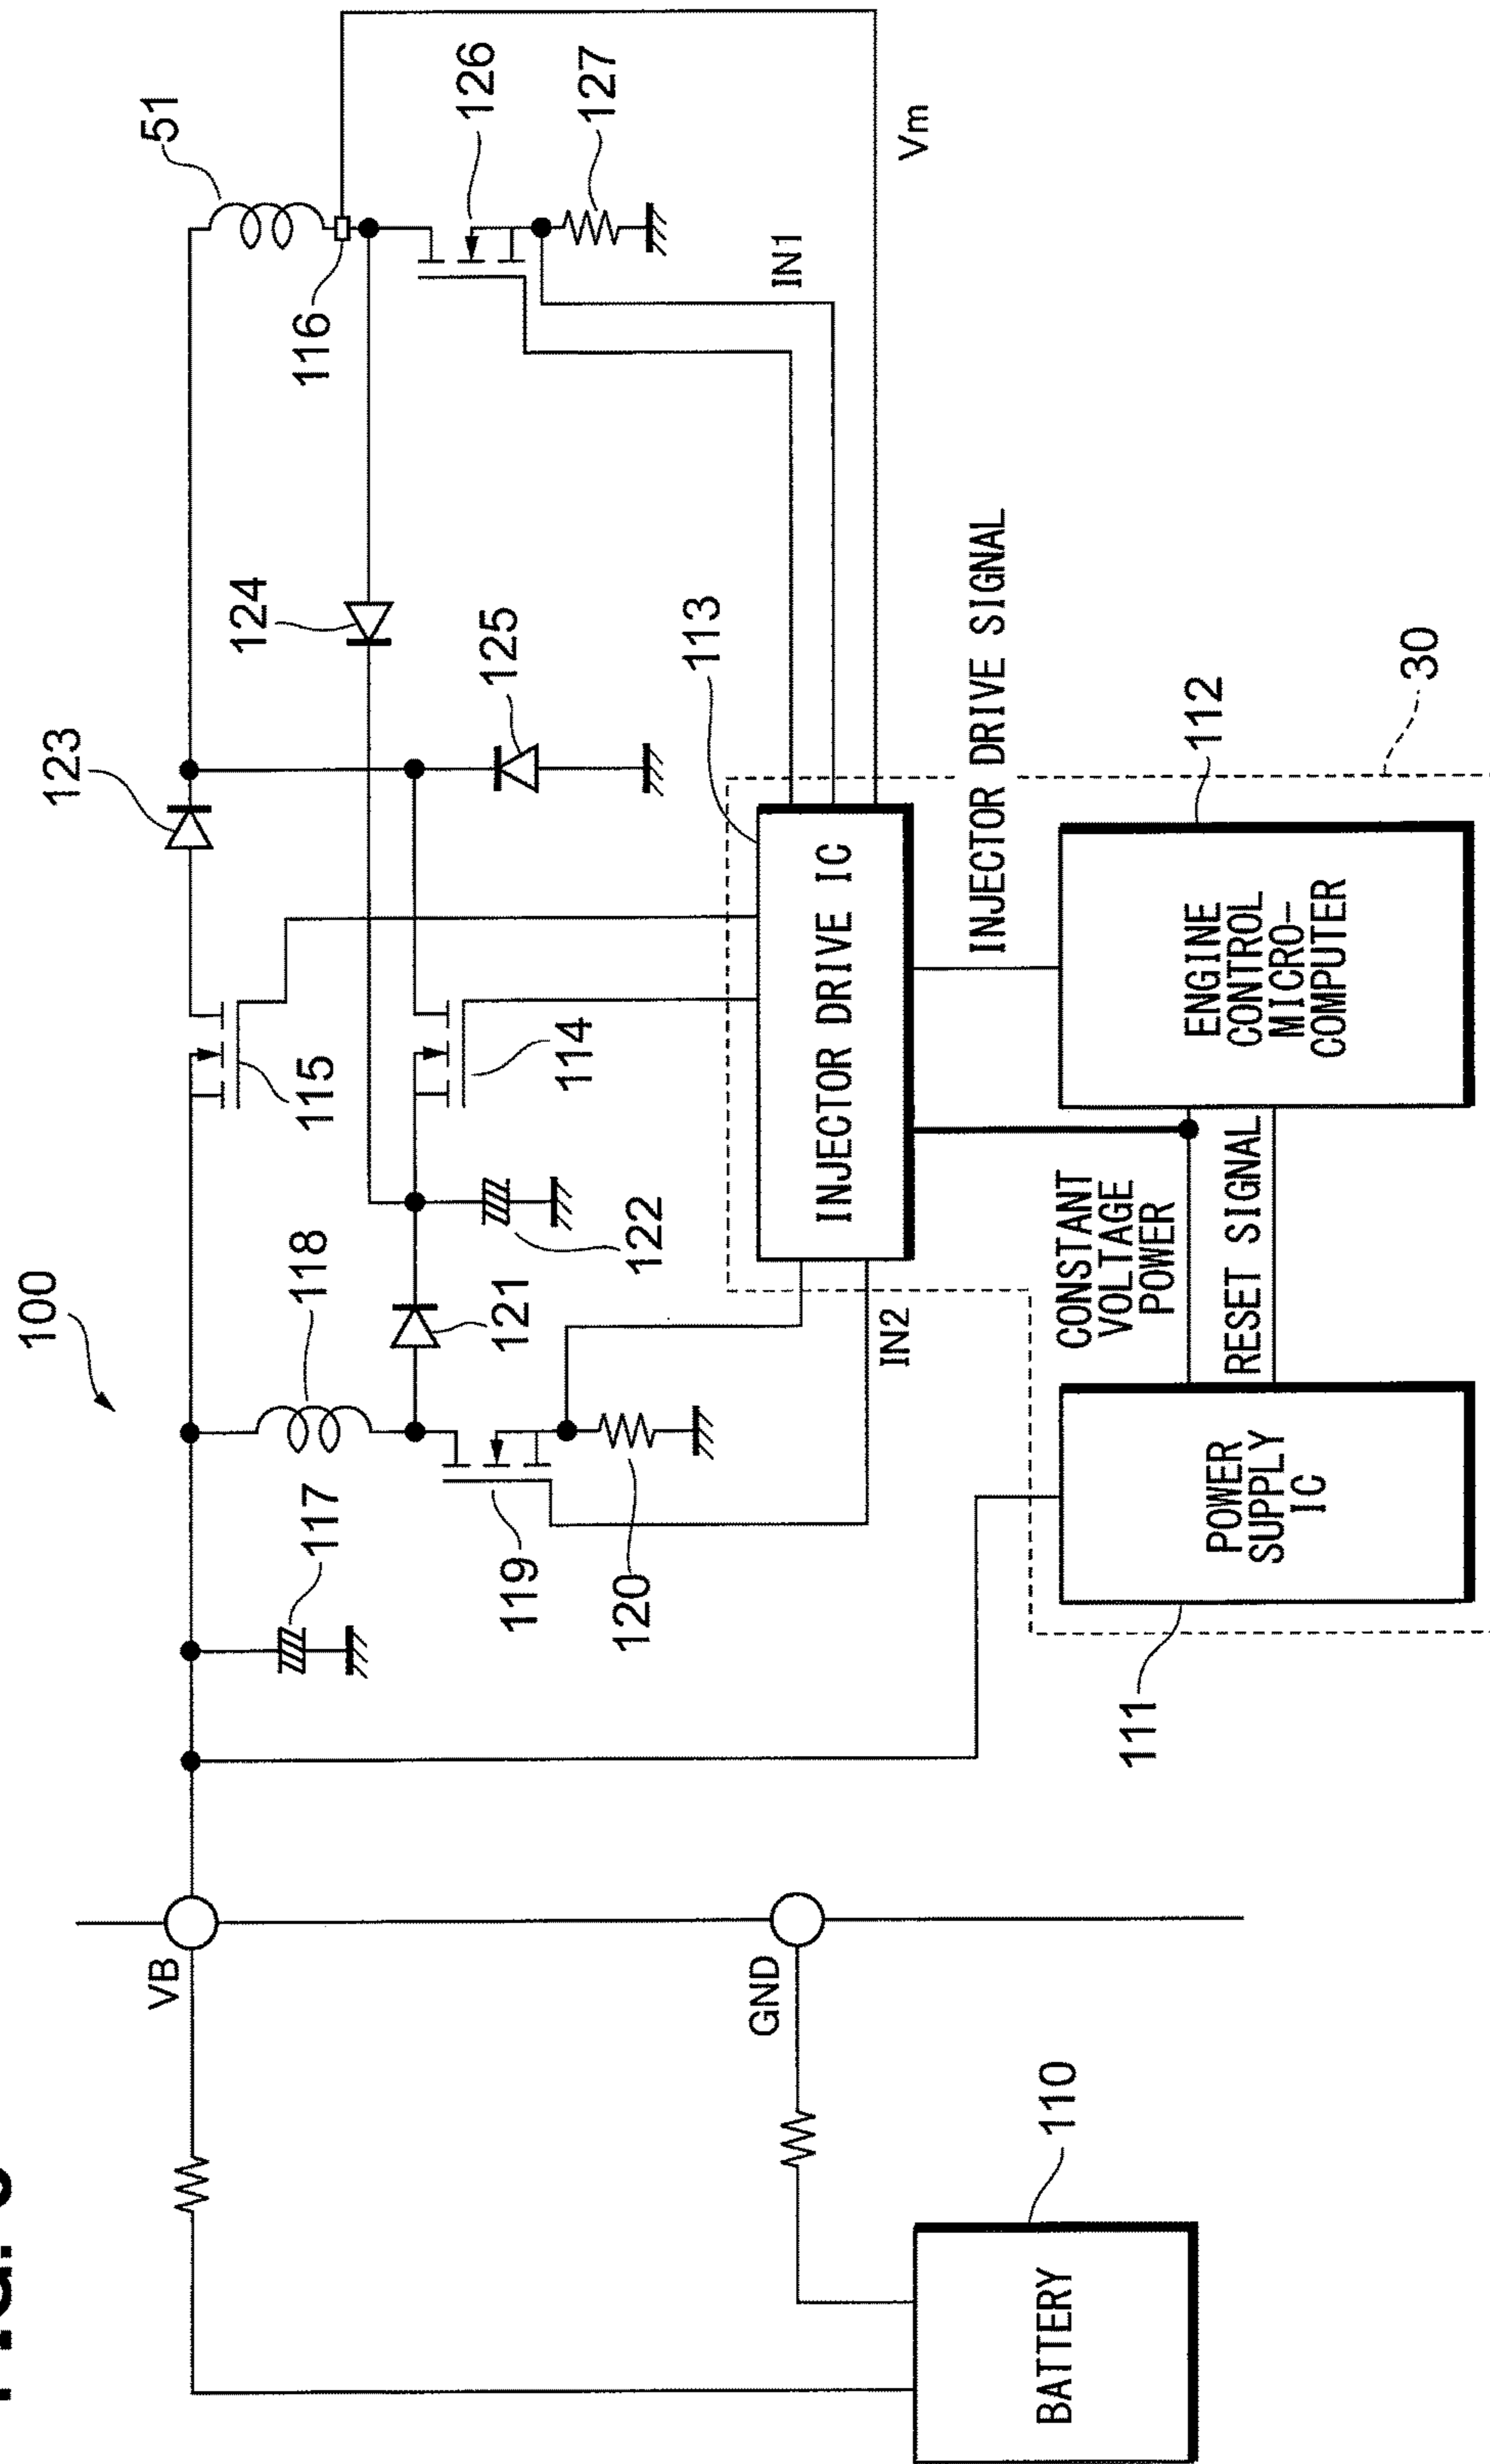 100
VB
117
118
115
123
51
116
124
125
126
127
121
122
114
119
120
IN2
113
IN1
Vm
GND
INJECTOR DRIVE IC
INJECTOR DRIVE SIGNAL
30
BATTERY
110
111
POWER
SUPPLY
IC
CONSTANT
VOLTAGE
POWER
RESET SIGNAL
ENGINE
CONTROL
MICRO-
COMPUTER
112